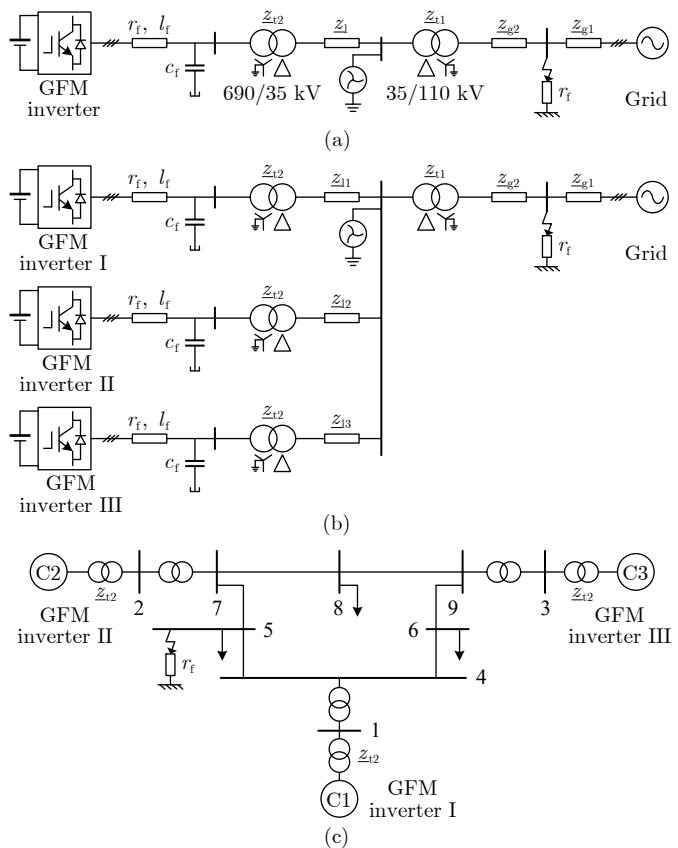 r_f, l_f z_t2 z_l z_t1 z_g2 z_g1
c_f r_f
GFM
inverter
690/35 kV 35/110 kV
Grid
(a)
r_f, l_f z_t2 z_l1 z_t1 z_g2 z_g1
c_f r_f
GFM
inverter I
Grid
r_f, l_f z_t2 z_l2
c_f
GFM
inverter II
r_f, l_f z_t2 z_l3
c_f
GFM
inverter III
(b)
C2 C3
z_t2 2 7 8 9 3 z_t2
GFM
inverter II
GFM
inverter III
5 6
r_f
4
1
z_t2
C1
GFM
inverter I
(c)